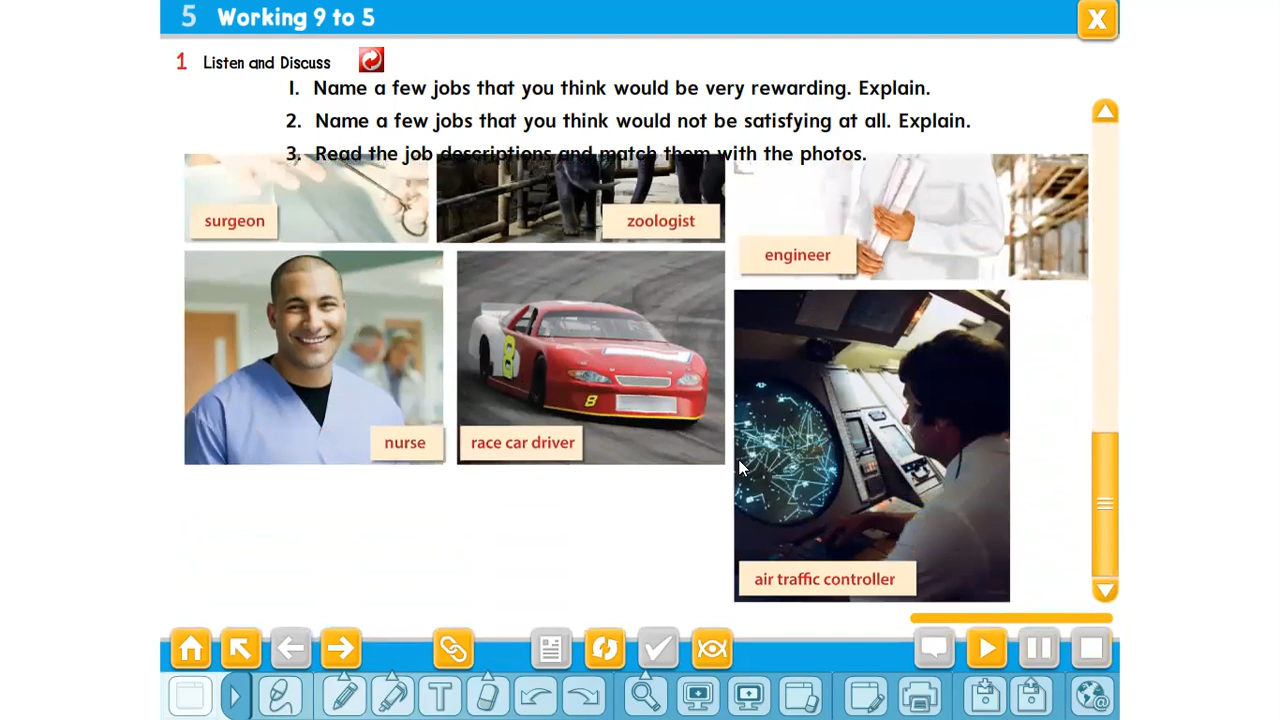 5 Working 9 to 5
X
1 Listen and Discuss
1. Name a few jobs that you think would be very rewarding. Explain.
2. Name a few jobs that you think would not be satisfying at all. Explain.
3. Read the job descriptions and match them with the photos.
surgeon
zoologist
engineer
8
8
nurse
race car driver
air traffic controller
T
@